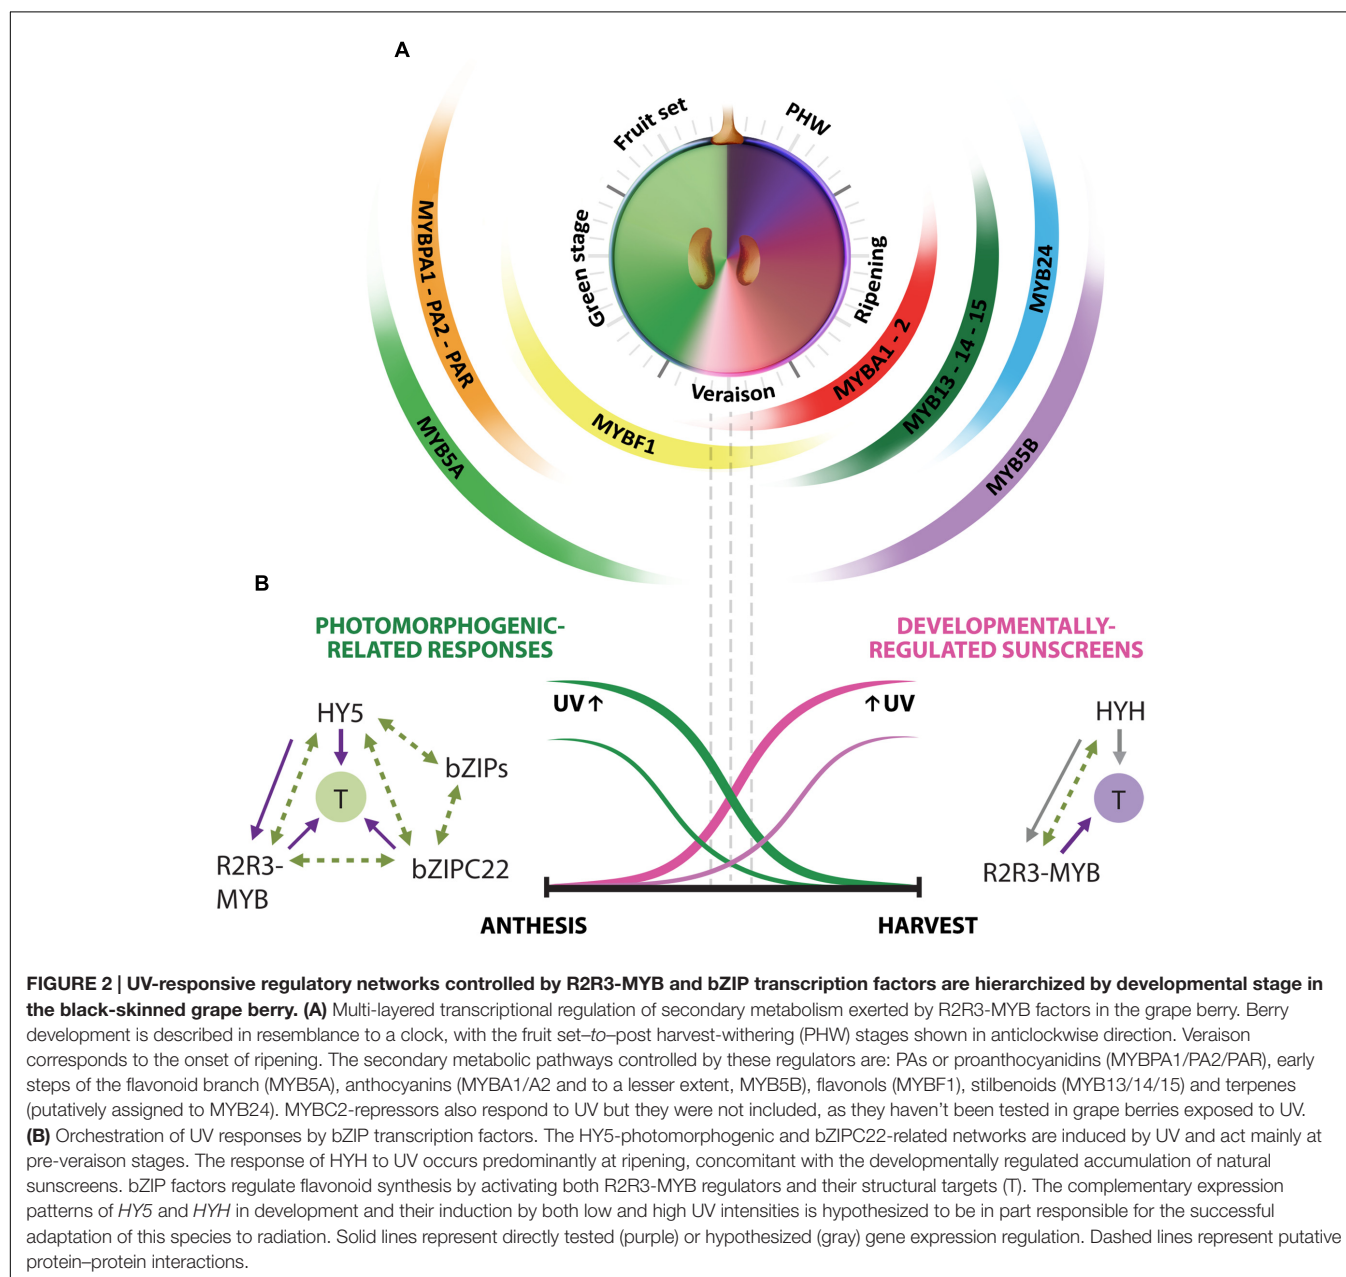 A
Fruit set
PHW
Green stage
Ripening
Veraison
MYBPA1 - PA2 - PAR
MYB5A
MYBF1
MYBA1 - 2
MYB13 - 14 - 15
MYB24
MYB5B
B
PHOTOMORPHOGENIC-
RELATED RESPONSES
DEVELOPMENTALLY-
REGULATED SUNSCREENS
UV↑
↑UV
HY5
bZIPs
T
R2R3-
MYB
bZIPC22
HYH
T
R2R3-MYB
ANTHESIS
HARVEST
FIGURE 2 | UV-responsive regulatory networks controlled by R2R3-MYB and bZIP transcription factors are hierarchized by developmental stage in
the black-skinned grape berry. (A) Multi-layered transcriptional regulation of secondary metabolism exerted by R2R3-MYB factors in the grape berry. Berry
development is described in resemblance to a clock, with the fruit set–to–post harvest-withering (PHW) stages shown in anticlockwise direction. Veraison
corresponds to the onset of ripening. The secondary metabolic pathways controlled by these regulators are: PAs or proanthocyanidins (MYBPA1/PA2/PAR), early
steps of the flavonoid branch (MYB5A), anthocyanins (MYBA1/A2 and to a lesser extent, MYB5B), flavonols (MYBF1), stilbenoids (MYB13/14/15) and terpenes
(putatively assigned to MYB24). MYBC2-repressors also respond to UV but they were not included, as they haven’t been tested in grape berries exposed to UV.
(B) Orchestration of UV responses by bZIP transcription factors. The HY5-photomorphogenic and bZIPC22-related networks are induced by UV and act mainly at
pre-veraison stages. The response of HYH to UV occurs predominantly at ripening, concomitant with the developmentally regulated accumulation of natural
sunscreens. bZIP factors regulate flavonoid synthesis by activating both R2R3-MYB regulators and their structural targets (T). The complementary expression
patterns of HY5 and HYH in development and their induction by both low and high UV intensities is hypothesized to be in part responsible for the successful
adaptation of this species to radiation. Solid lines represent directly tested (purple) or hypothesized (gray) gene expression regulation. Dashed lines represent putative
protein–protein interactions.